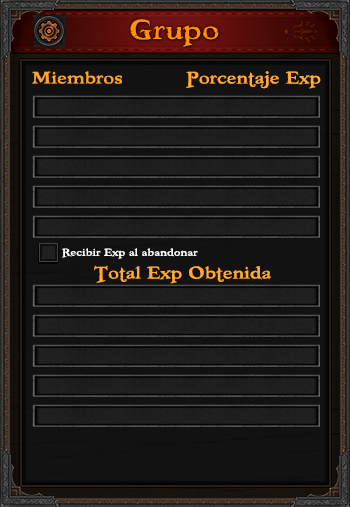 Grupo
Miembros Porcentaje Exp
Recibir Exp al abandonar
Total Exp Obtenida